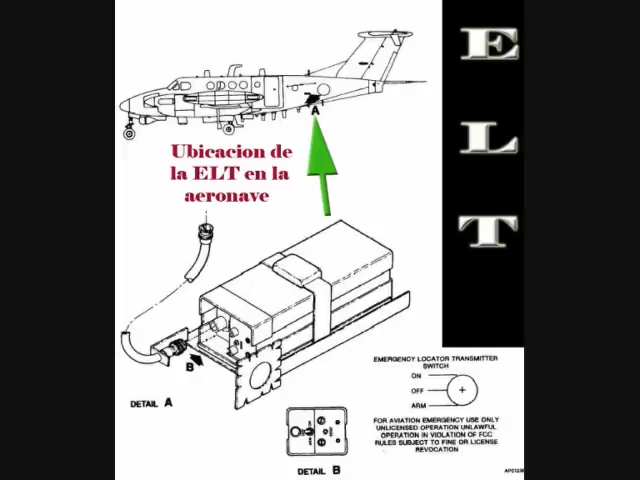 E
L
T
A
Ubicacion de
la ELT en la
aeronave
B
DETAIL A
EMERGENCY LOCATOR TRANSMITTER
SWITCH
ON
OFF
ARM
FOR AVIATION EMERGENCY USE ONLY
UNLICENSED OPERATION UNLAWFUL
OPERATION IN VIOLATION OF FCC
RULES SUBJECT TO FINE OR LICENSE
REVOCATION
DETAIL B